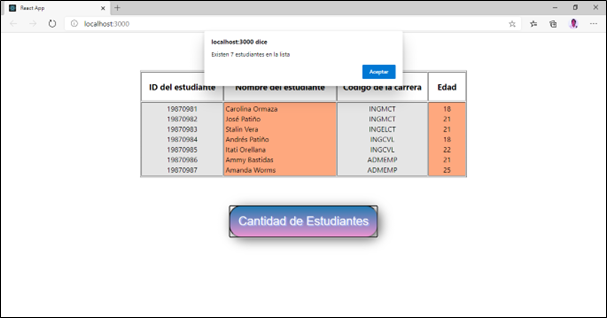 React App
localhost:3000
localhost:3000 dice
Existen 7 estudiantes en la lista
Aceptar
ID del estudiante Nombre del estudiante Código de la carrera Edad
19870981 Carolina Ormaza INGMCT 18
19870982 José Patiño INGMCT 21
19870983 Stalin Vera INGELCT 21
19870984 Andrés Patiño INGCVL 18
19870985 Itati Orellana INGCVL 22
19870986 Ammy Bastidas ADMEMP 21
19870987 Amanda Worms ADMEMP 25
Cantidad de Estudiantes